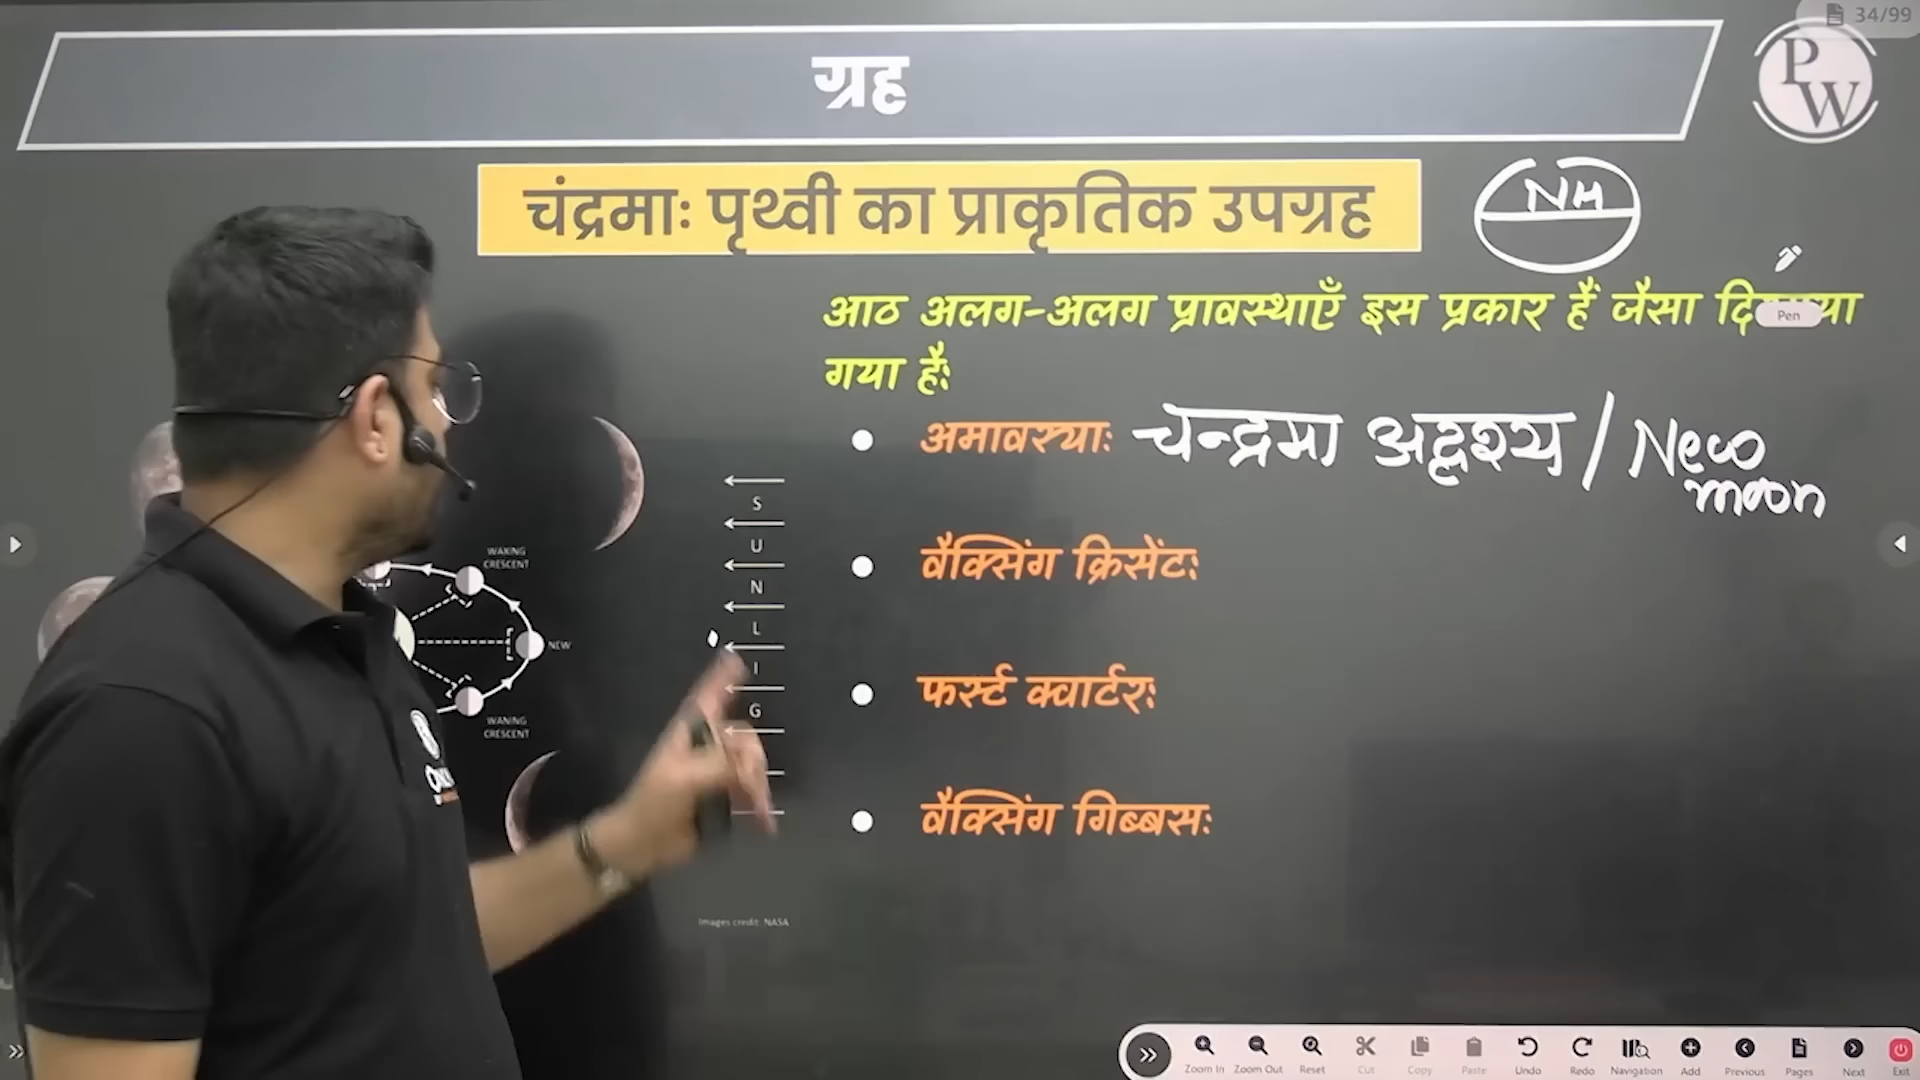 34/99
ग्रह
P
W
चंद्रमाः पृथ्वी का प्राकृतिक उपग्रह
NH
आठ अलग-अलग प्रावस्थाएँ इस प्रकार हैं जैसा
Pen
गया है:
अमावस्या: चन्द्रमा अदृश्य / New moon
वैक्सिंग क्रिसेंट:
फर्स्ट क्वार्टर:
वैक्सिंग गिब्बस:
WAXING
CRESCENT
NEW
WANING
CRESCENT
S
U
N
L
I
G
Images credit: NASA
Zoom In Zoom Out Reset Cut Copy Paste Undo Redo Navigation Add Previous Pages Next Exit